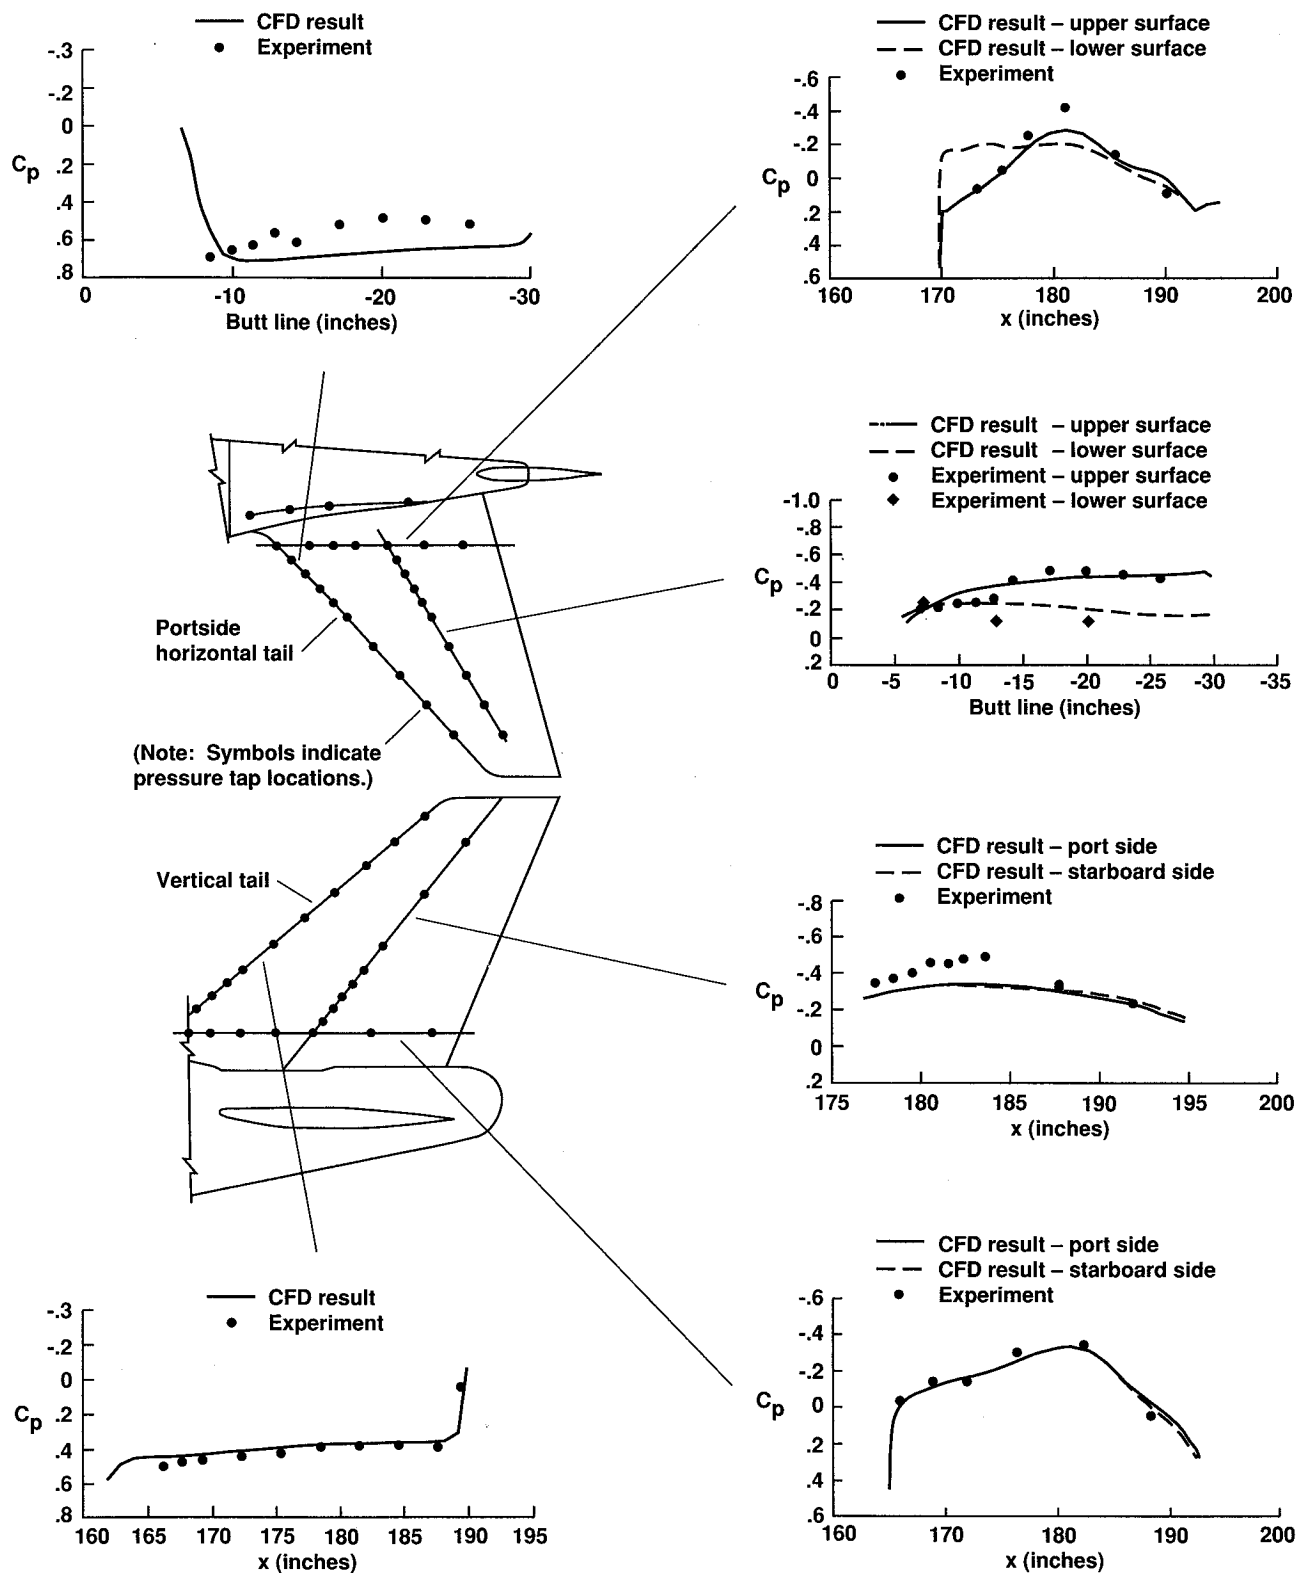 CFD result
Experiment
-.3
-.2
0
.2
.4
.6
.8
Cp
0
-10
-20
-30
Butt line (inches)
CFD result – upper surface
CFD result – lower surface
Experiment
-.6
-.4
-.2
0
.2
.4
.6
Cp
160
170
180
190
200
x (inches)
Portside
horizontal tail
(Note: Symbols indicate
pressure tap locations.)
CFD result – upper surface
CFD result – lower surface
Experiment – upper surface
Experiment – lower surface
-1.0
-.8
-.6
-.4
-.2
0
.2
Cp
0
-5
-10
-15
-20
-25
-30
-35
Butt line (inches)
Vertical tail
CFD result – port side
CFD result – starboard side
Experiment
-.8
-.6
-.4
-.2
0
.2
Cp
175
180
185
190
195
200
x (inches)
CFD result
Experiment
-.3
-.2
0
.2
.4
.6
.8
Cp
160
165
170
175
180
185
190
195
x (inches)
CFD result – port side
CFD result – starboard side
Experiment
-.6
-.4
-.2
0
.2
.4
.6
Cp
160
170
180
190
200
x (inches)